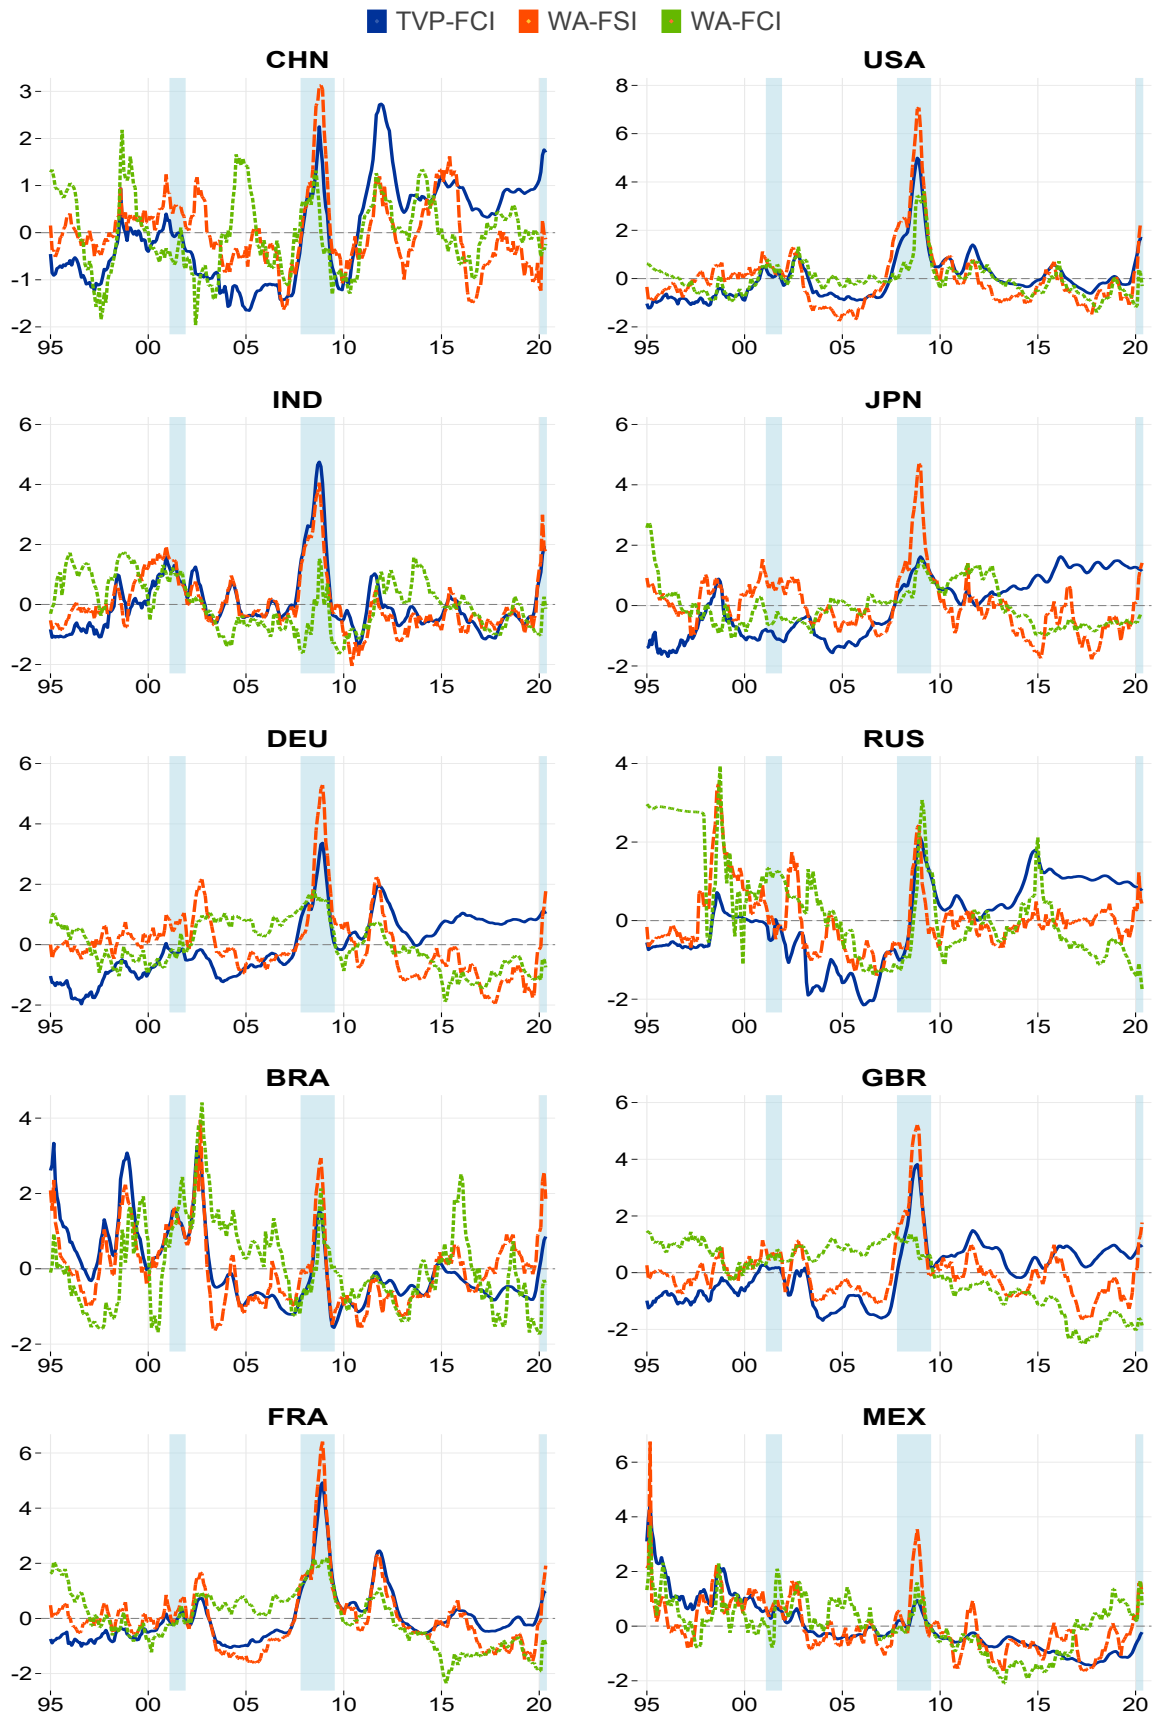 TVP-FCI WA-FSI WA-FCI
CHN USA
3 8
2 6
1 4
0 2
-1 0
-2 -2
95 00 05 10 15 20 95 00 05 10 15 20
IND JPN
6 6
4 4
2 2
0 0
-2 -2
95 00 05 10 15 20 95 00 05 10 15 20
DEU RUS
6 4
4 2
2 0
0 -2
-2
95 00 05 10 15 20 95 00 05 10 15 20
BRA GBR
4 6
2 4
0 2
-2 0
-2
95 00 05 10 15 20 95 00 05 10 15 20
FRA MEX
6 6
4 4
2 2
0 0
-2 -2
95 00 05 10 15 20 95 00 05 10 15 20